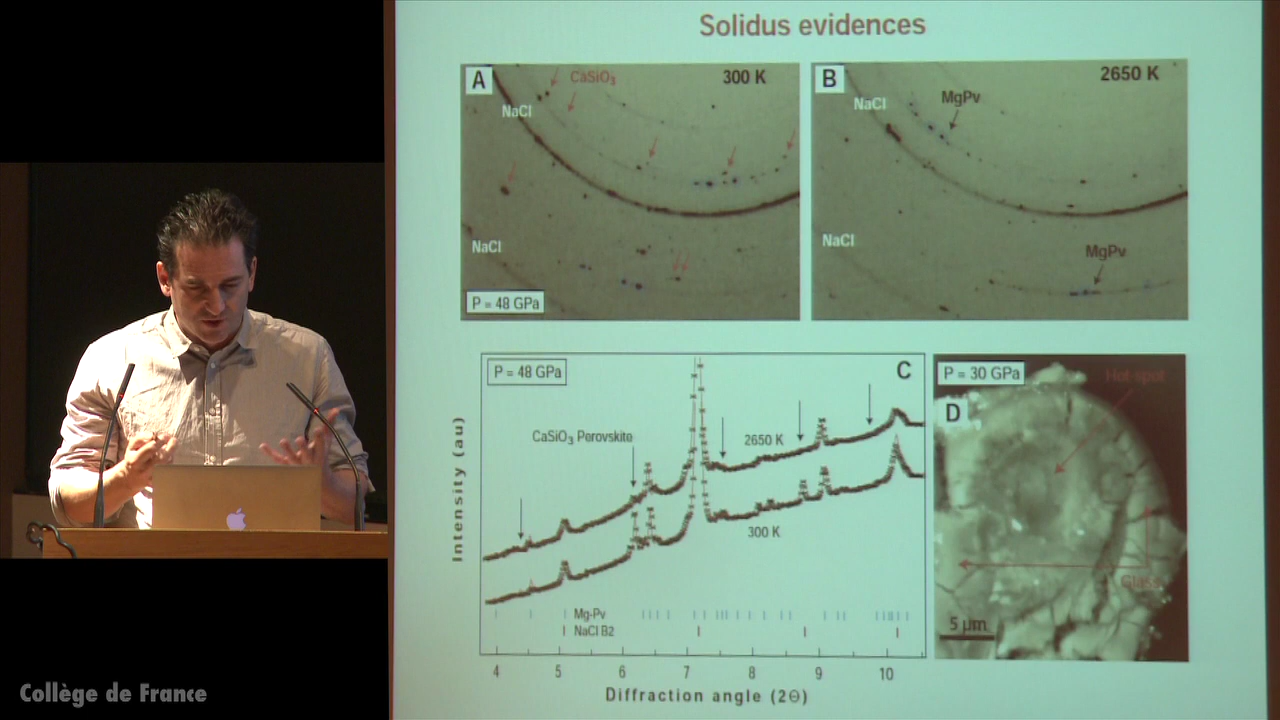 Solidus evidences
A
CaSiO₃
300 K
NaCl
NaCl
P = 48 GPa
B
2650 K
MgPv
NaCl
NaCl
MgPv
P = 48 GPa
C
CaSiO₃ Perovskite
2650 K
300 K
Mg-Pv
NaCl B2
Intensity (au)
4 5 6 7 8 9 10
Diffraction angle (2Θ)
P = 30 GPa
Hot-spot
D
Glass
5 µm
Collège de France